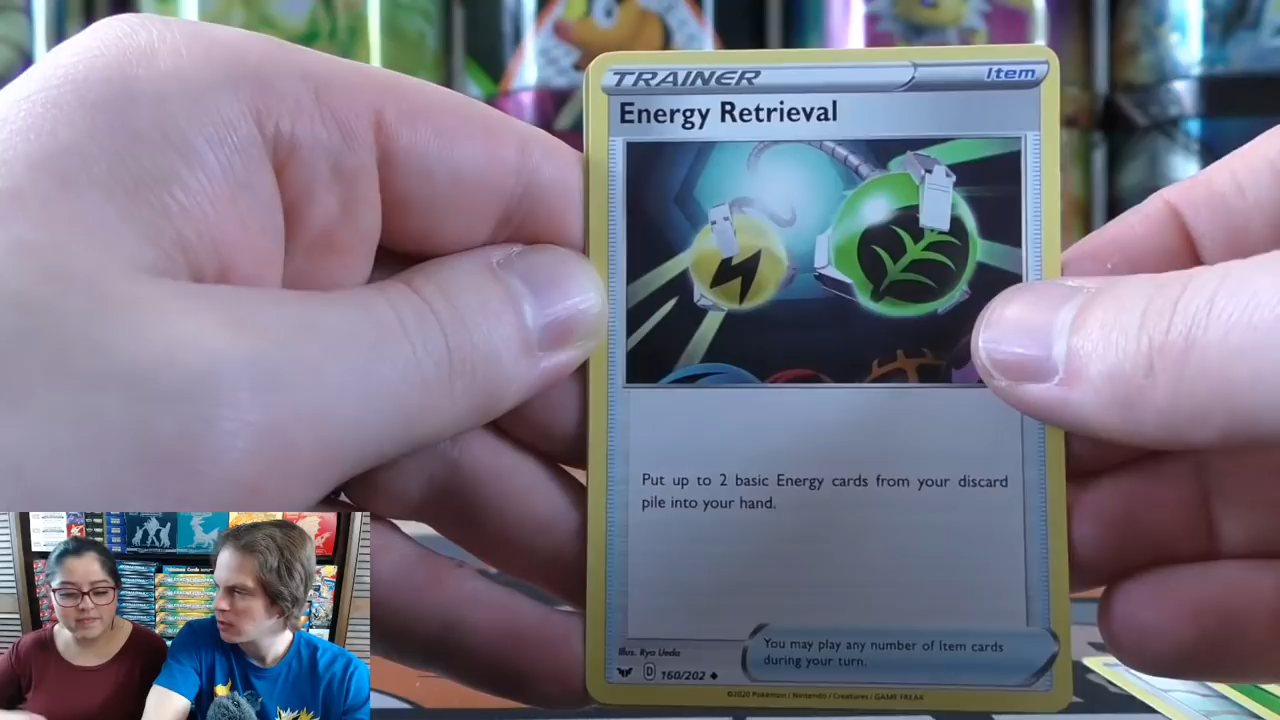 TRAINER Item
Energy Retrieval
Put up to 2 basic Energy cards from your discard
pile into your hand.
You may play any number of Item cards
during your turn.
Illus. Ryo Ueda
D 160/202
©2020 Pokémon / Nintendo / Creatures / GAME FREAK